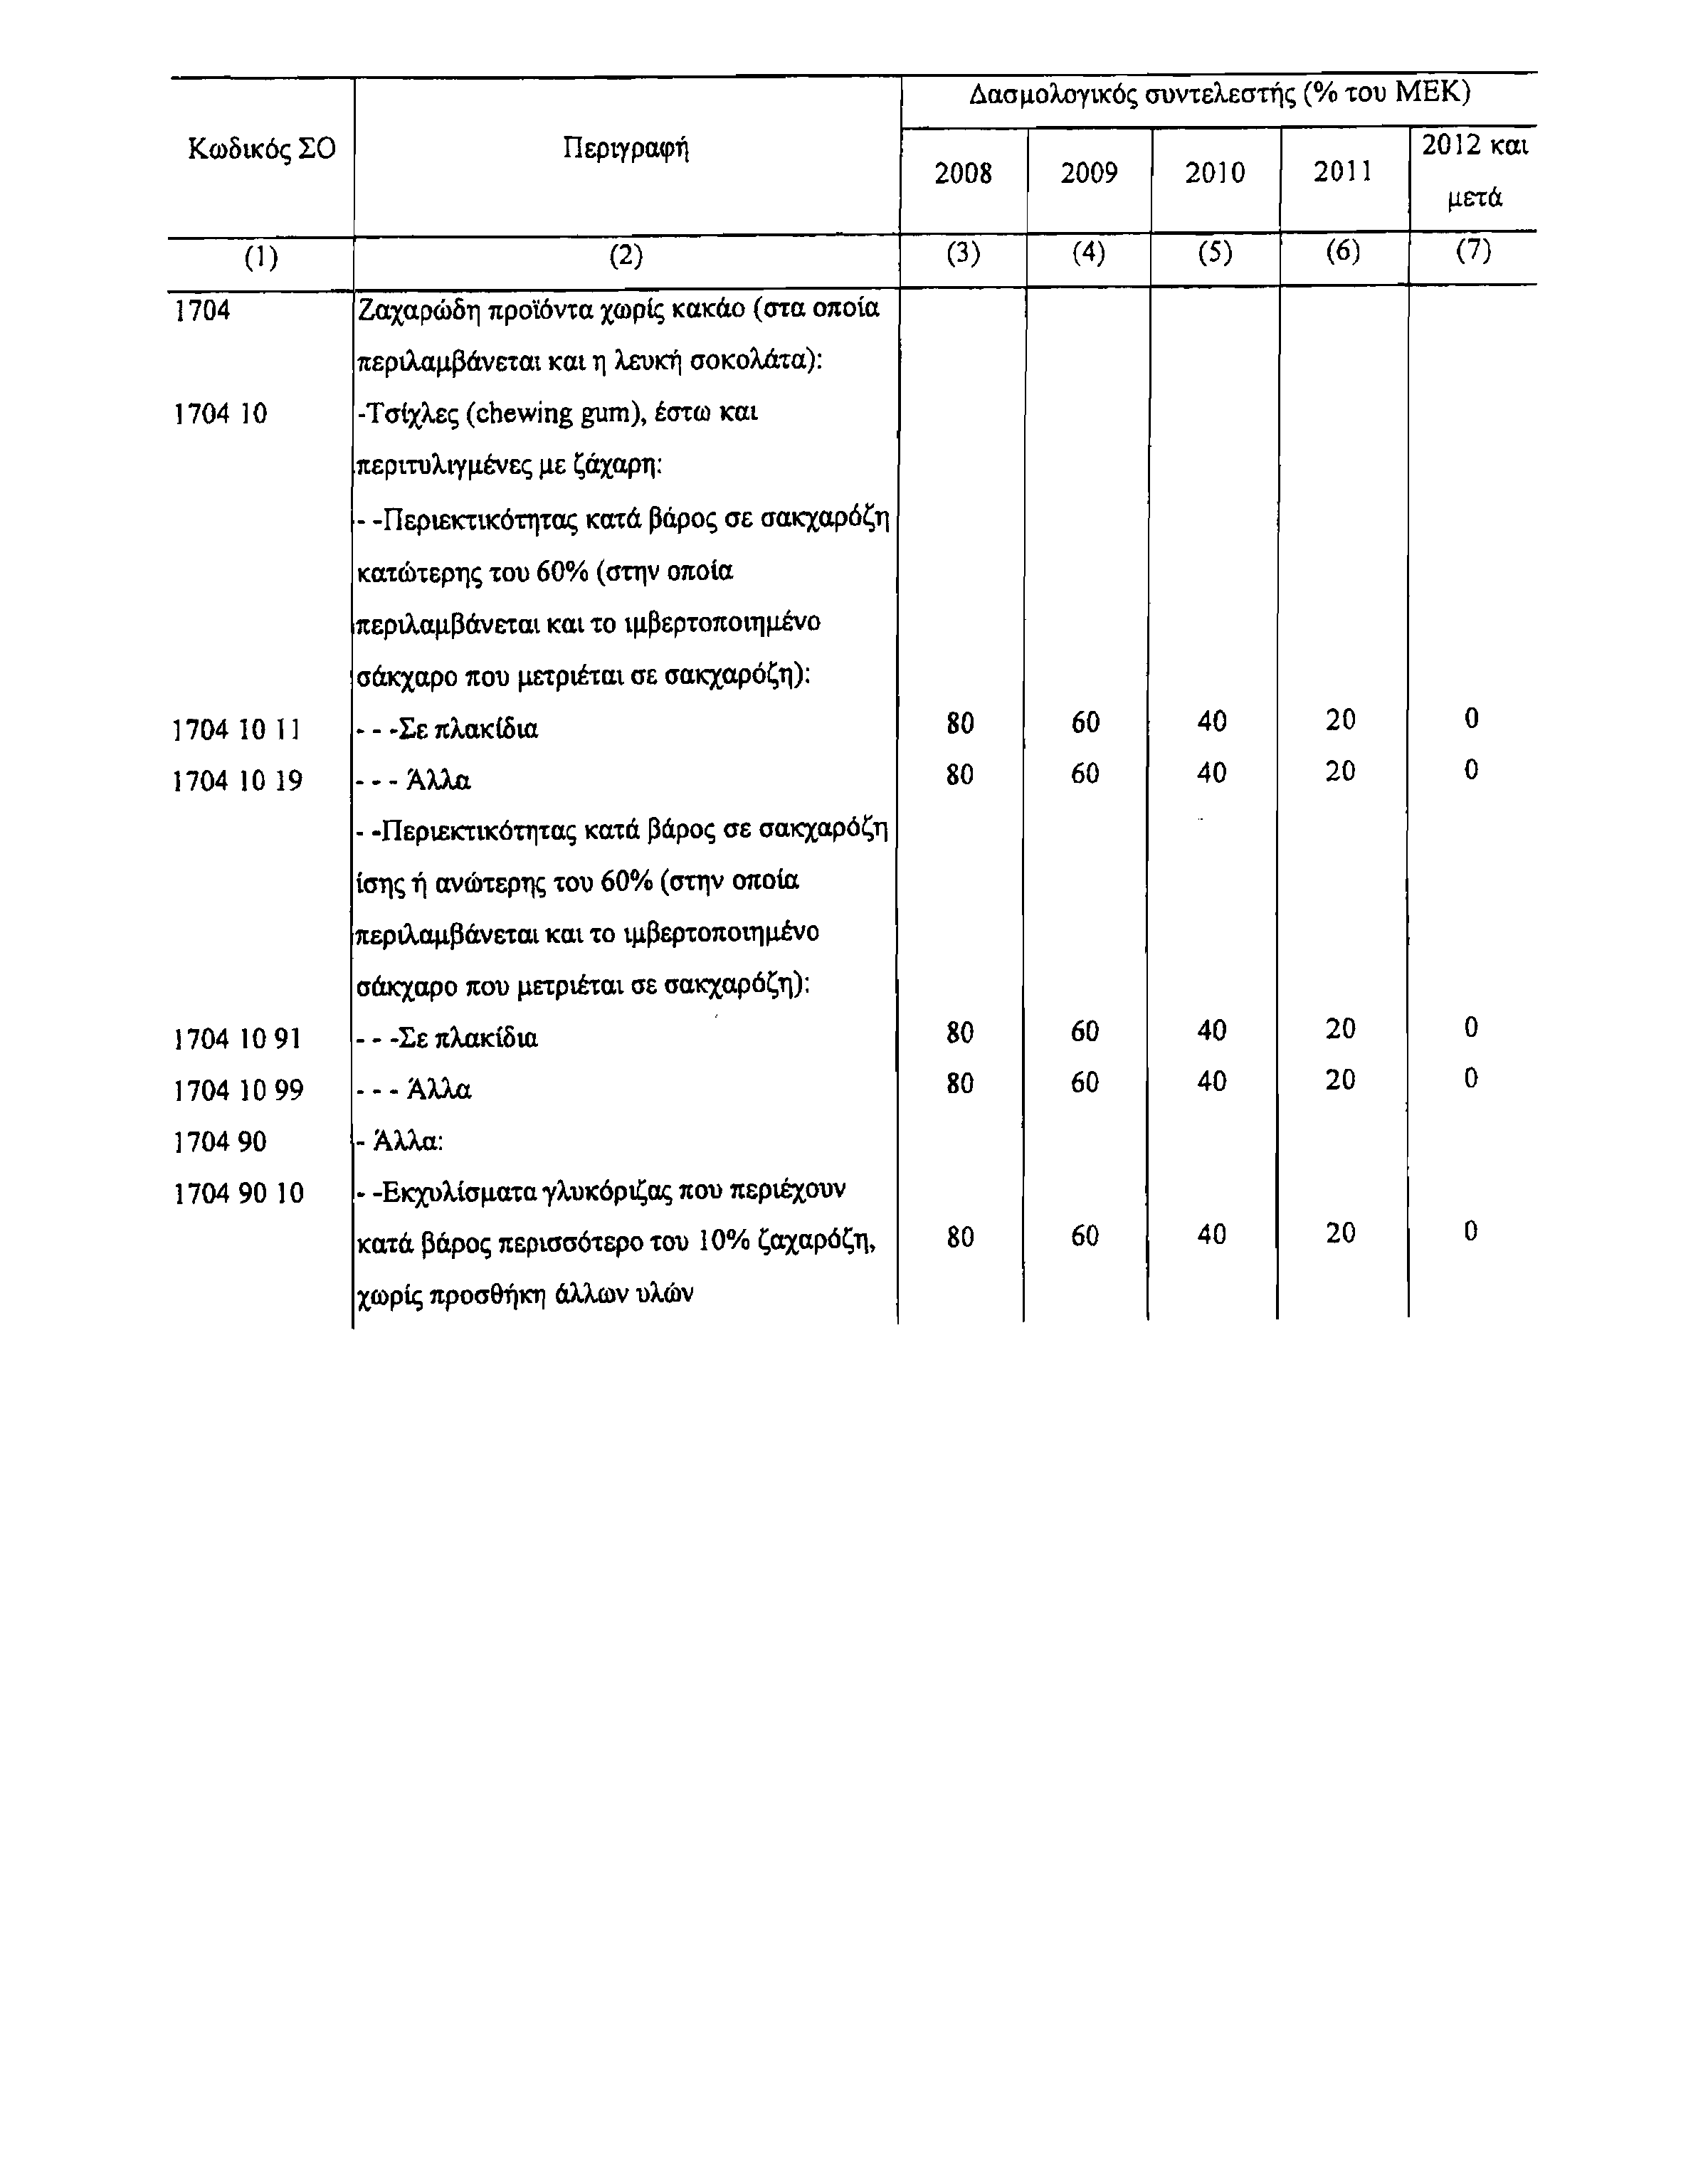 Κωδικός ΣΟ Περιγραφή Δασμολογικός συντελεστής (% του ΜΕΚ)
2008 2009 2010 2011 2012 και
μετά
(1) (2) (3) (4) (5) (6) (7)
1704 Ζαχαρώδη προϊόντα χωρίς κακάο (στα οποία
περιλαμβάνεται και η λευκή σοκολάτα):
1704 10 -Τσίχλες (chewing gum), έστω και
περιτυλιγμένες με ζάχαρη:
- -Περιεκτικότητας κατά βάρος σε σακχαρόζη
κατώτερης του 60% (στην οποία
περιλαμβάνεται και το ιμβερτοποιημένο
σάκχαρο που μετριέται σε σακχαρόζη):
1704 10 11 - - -Σε πλακίδια 80 60 40 20 0
1704 10 19 - - - Άλλα 80 60 40 20 0
- -Περιεκτικότητας κατά βάρος σε σακχαρόζη
ίσης ή ανώτερης του 60% (στην οποία
περιλαμβάνεται και το ιμβερτοποιημένο
σάκχαρο που μετριέται σε σακχαρόζη):
1704 10 91 - - -Σε πλακίδια 80 60 40 20 0
1704 10 99 - - - Άλλα 80 60 40 20 0
1704 90 - Άλλα:
1704 90 10 - -Εκχυλίσματα γλυκόριζας που περιέχουν
κατά βάρος περισσότερο του 10% ζαχαρόζη, 80 60 40 20 0
χωρίς προσθήκη άλλων υλών